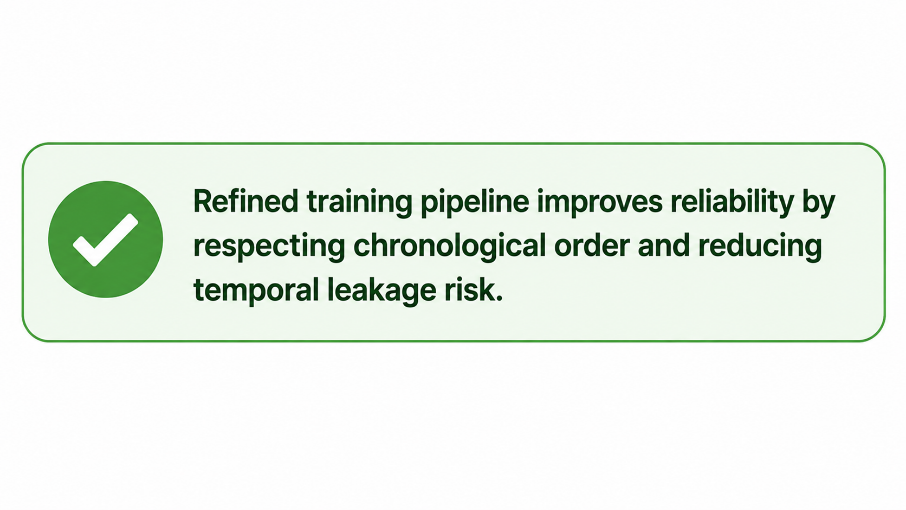 Refined training pipeline improves reliability by
respecting chronological order and reducing
temporal leakage risk.